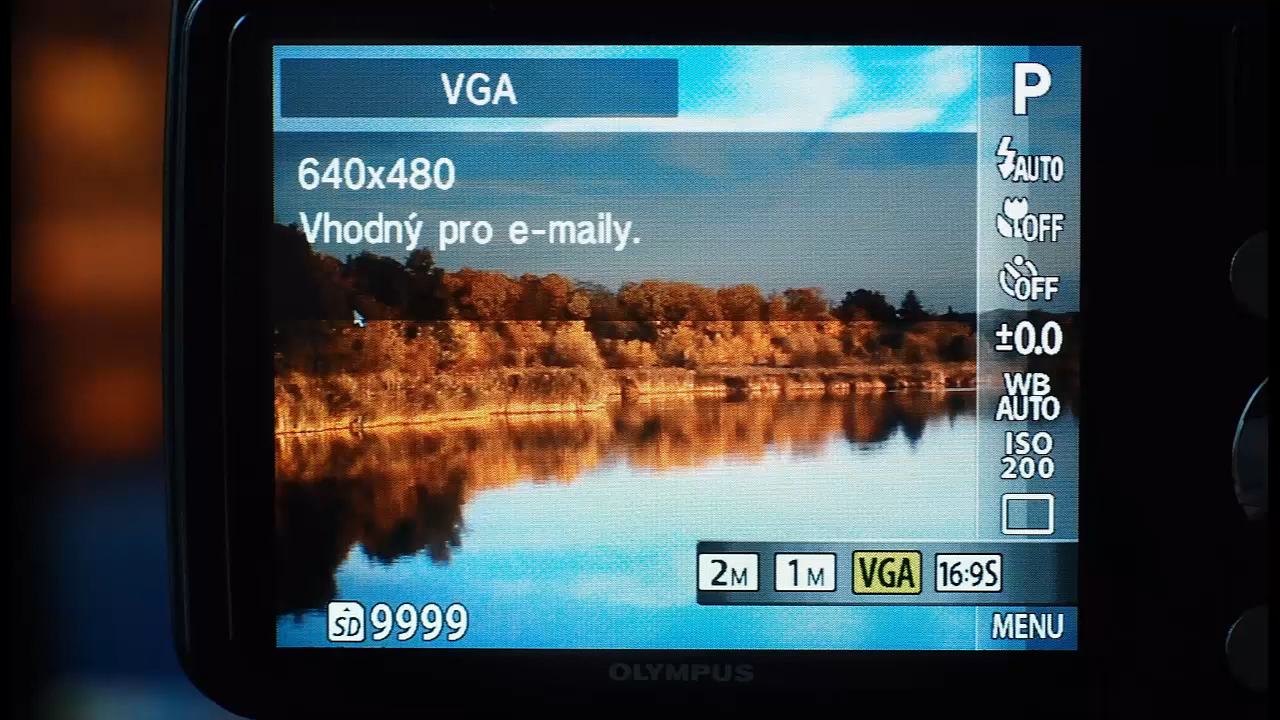 VGA
640x480
Vhodný pro e-maily.
P
AUTO
OFF
OFF
±0.0
WB
AUTO
ISO
200
2M 1M VGA 16:9S
SD 9999
MENU
OLYMPUS